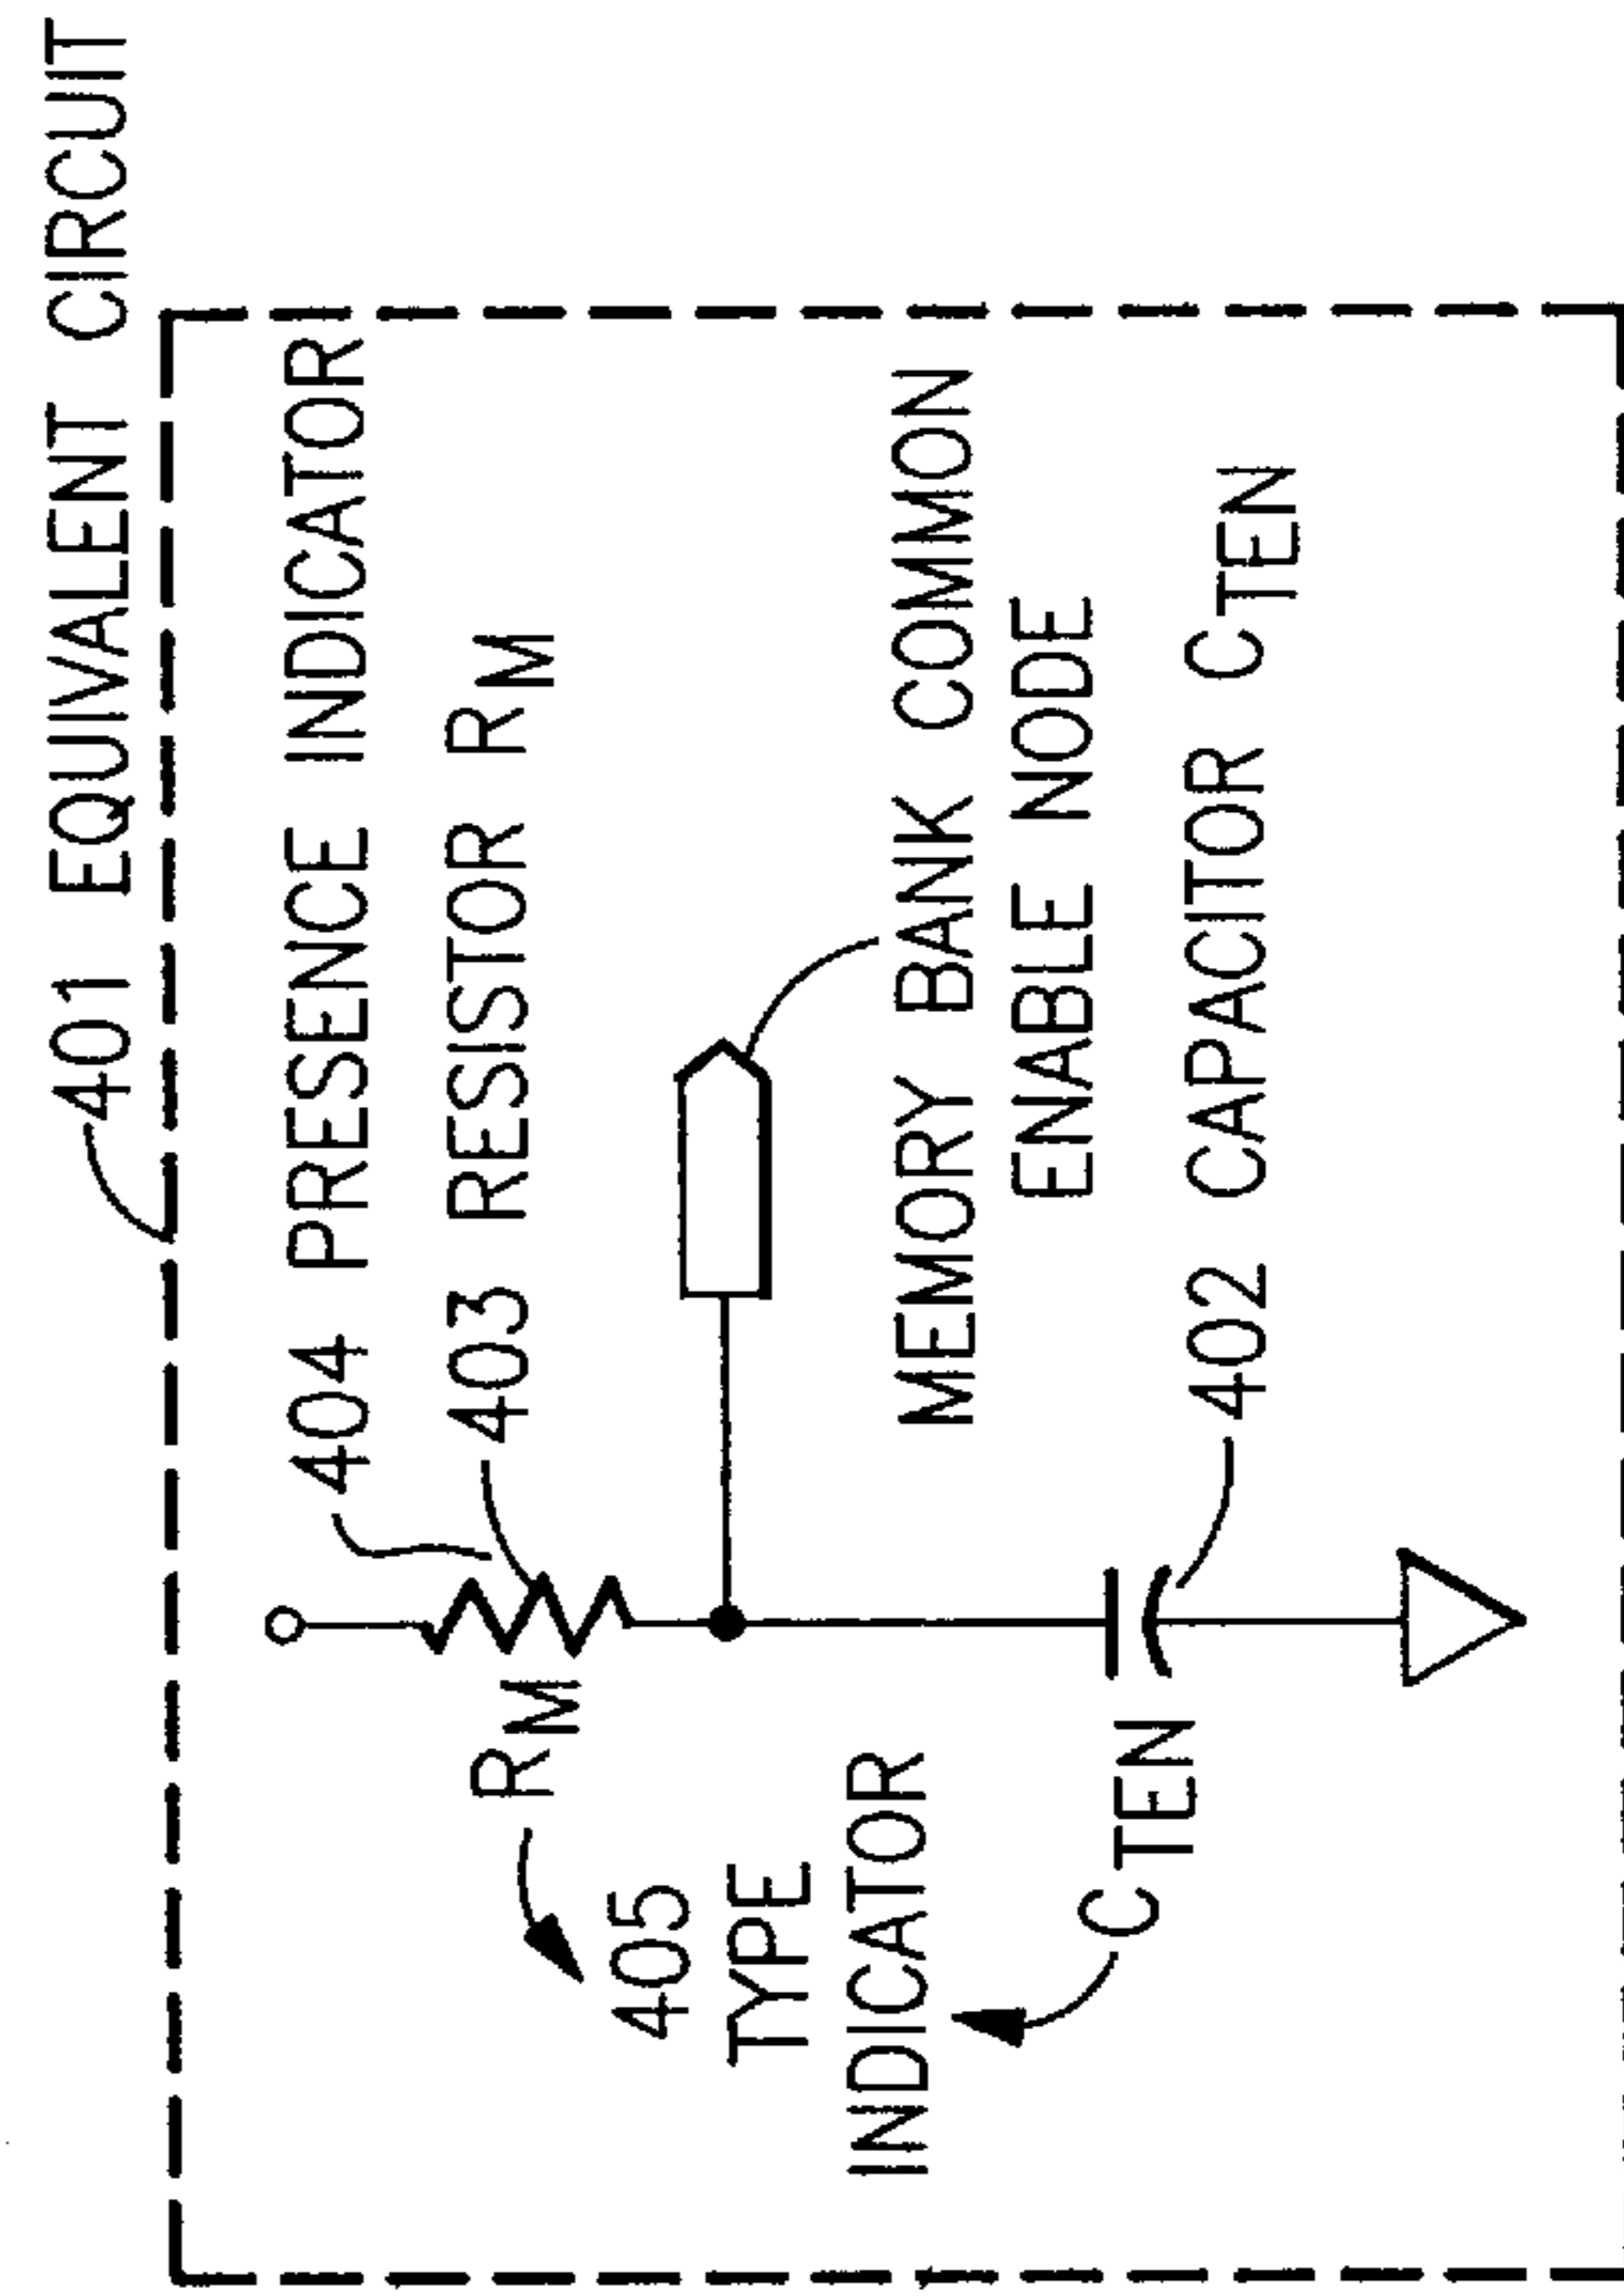 401 EQUIVALENT CIRCUIT
404 PRESENCE INDICATOR
403 RESISTOR RM
RM
405
TYPE
INDICATOR
MEMORY BANK COMMON
ENABLE NODE
CTEN
402 CAPACITOR CTEN